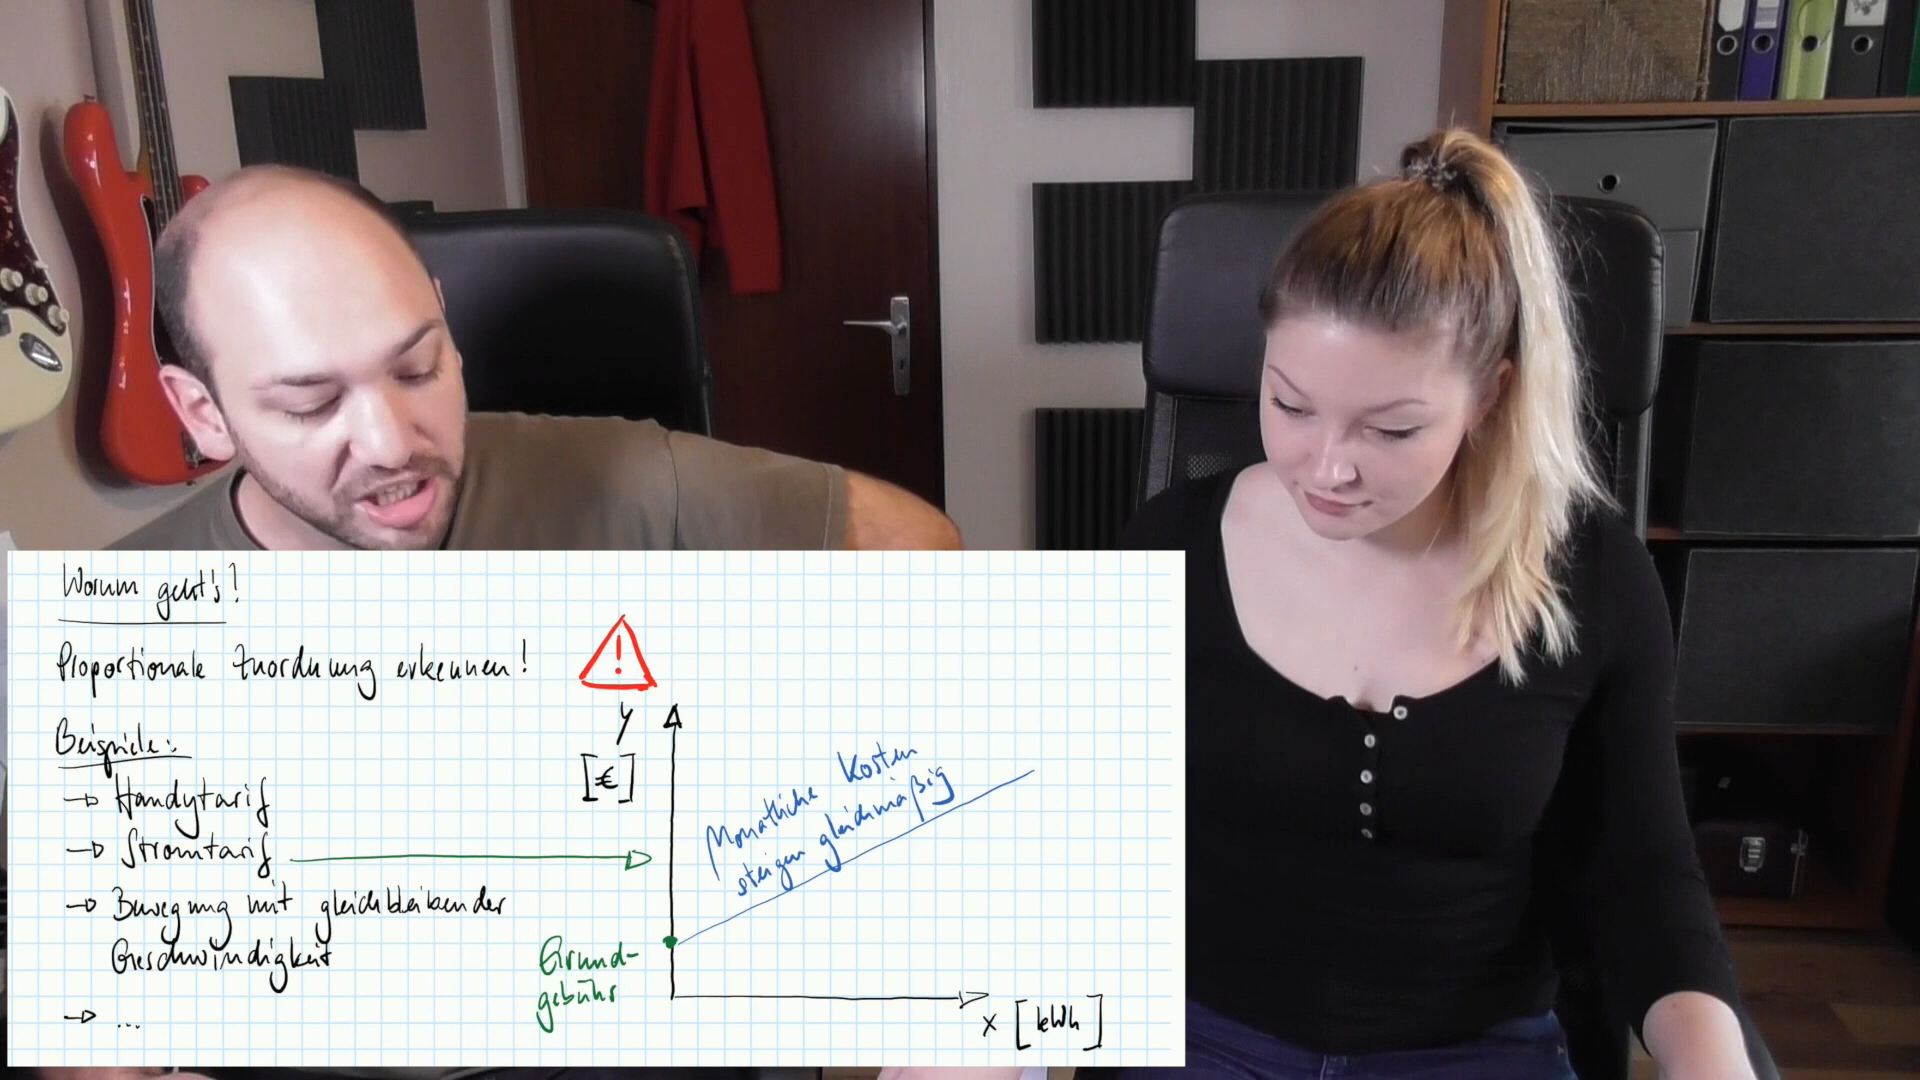 Worum geht's?
Proportionale Zuordnung erkennen!
!
Beispiele:
→ Handytarif
→ Stromtarif
→ Bewegung mit gleichbleibender
Geschwindigkeit
→ ...
y
[€]
Monatliche Kosten
steigen gleichmäßig
Grund-
gebühr
x [kWh]